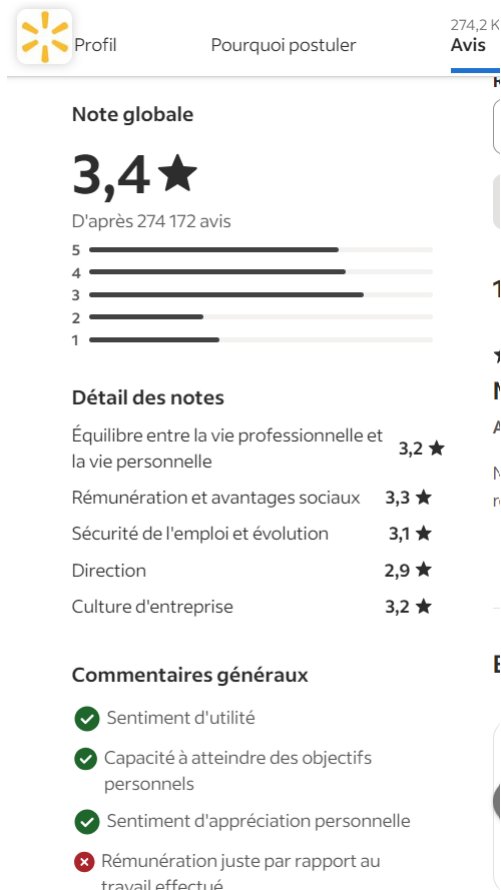 274,2 K
Profil
Pourquoi postuler
Avis
Note globale
3,4★
D'après 274 172 avis
5
4
3
2
1
Détail des notes
Équilibre entre la vie professionnelle et
la vie personnelle
3,2 ★
Rémunération et avantages sociaux 3,3 ★
Sécurité de l'emploi et évolution 3,1 ★
Direction 2,9 ★
Culture d'entreprise 3,2 ★
Commentaires généraux
Sentiment d'utilité
Capacité à atteindre des objectifs
personnels
Sentiment d'appréciation personnelle
Rémunération juste par rapport au
travail effectué